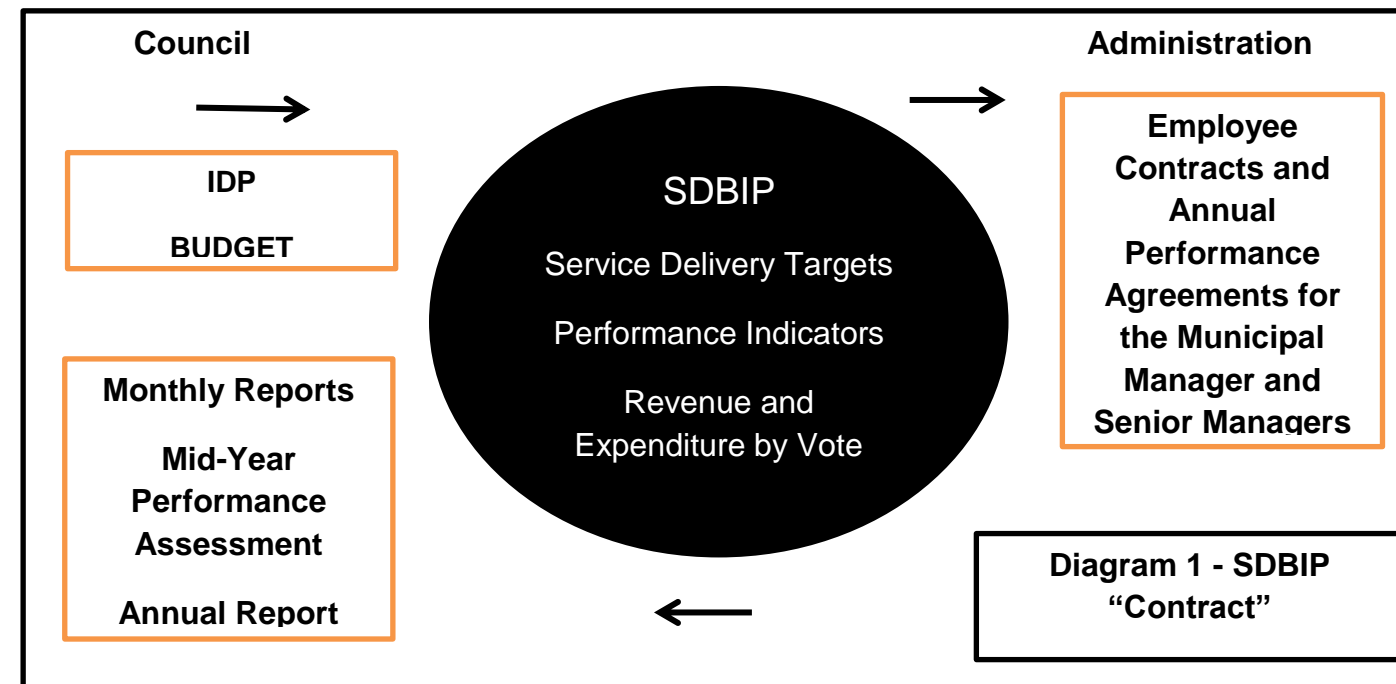 Council
Administration
IDP
BUDGET
SDBIP
Service Delivery Targets
Performance Indicators
Revenue and
Expenditure by Vote
Employee
Contracts and
Annual
Performance
Agreements for
the Municipal
Manager and
Senior Managers
Monthly Reports
Mid-Year
Performance
Assessment
Annual Report
Diagram 1 - SDBIP
“Contract”